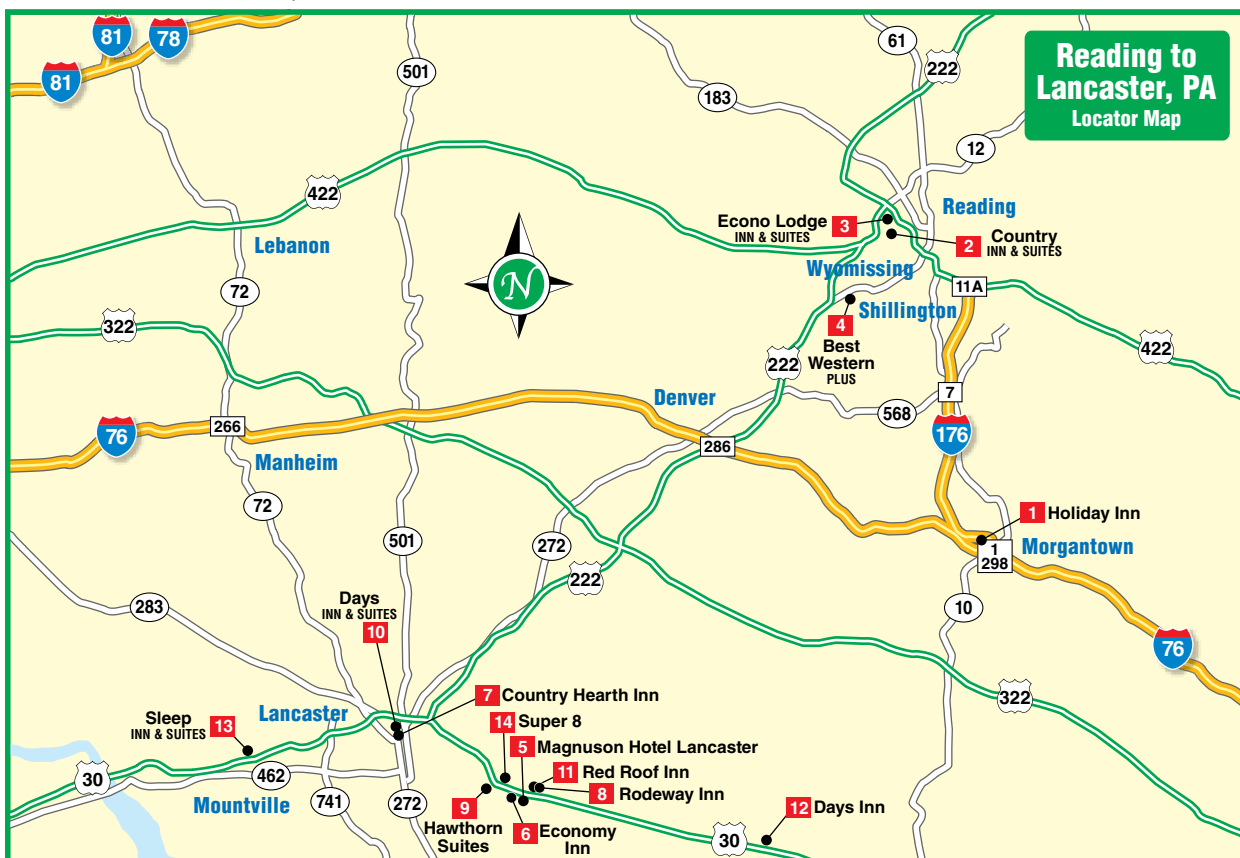 81
78
81
501
61
222
183
Reading to
Lancaster, PA
Locator Map
12
422
Econo Lodge
INN & SUITES
3
Reading
2
Country
INN & SUITES
Lebanon
N
Wyomissing
72
11A
Shillington
322
4
Best
Western
PLUS
222
422
Denver
7
568
266
76
286
176
Manheim
72
1
Holiday Inn
501
272
1
298
Morgantown
222
283
Days
INN & SUITES
10
10
76
322
7
Country Hearth Inn
Lancaster
Sleep
INN & SUITES
13
14
Super 8
5
Magnuson Hotel Lancaster
11
Red Roof Inn
8
Rodeway Inn
30
462
Mountville
741
272
9
Hawthorn
Suites
6
Economy
Inn
12
Days Inn
30